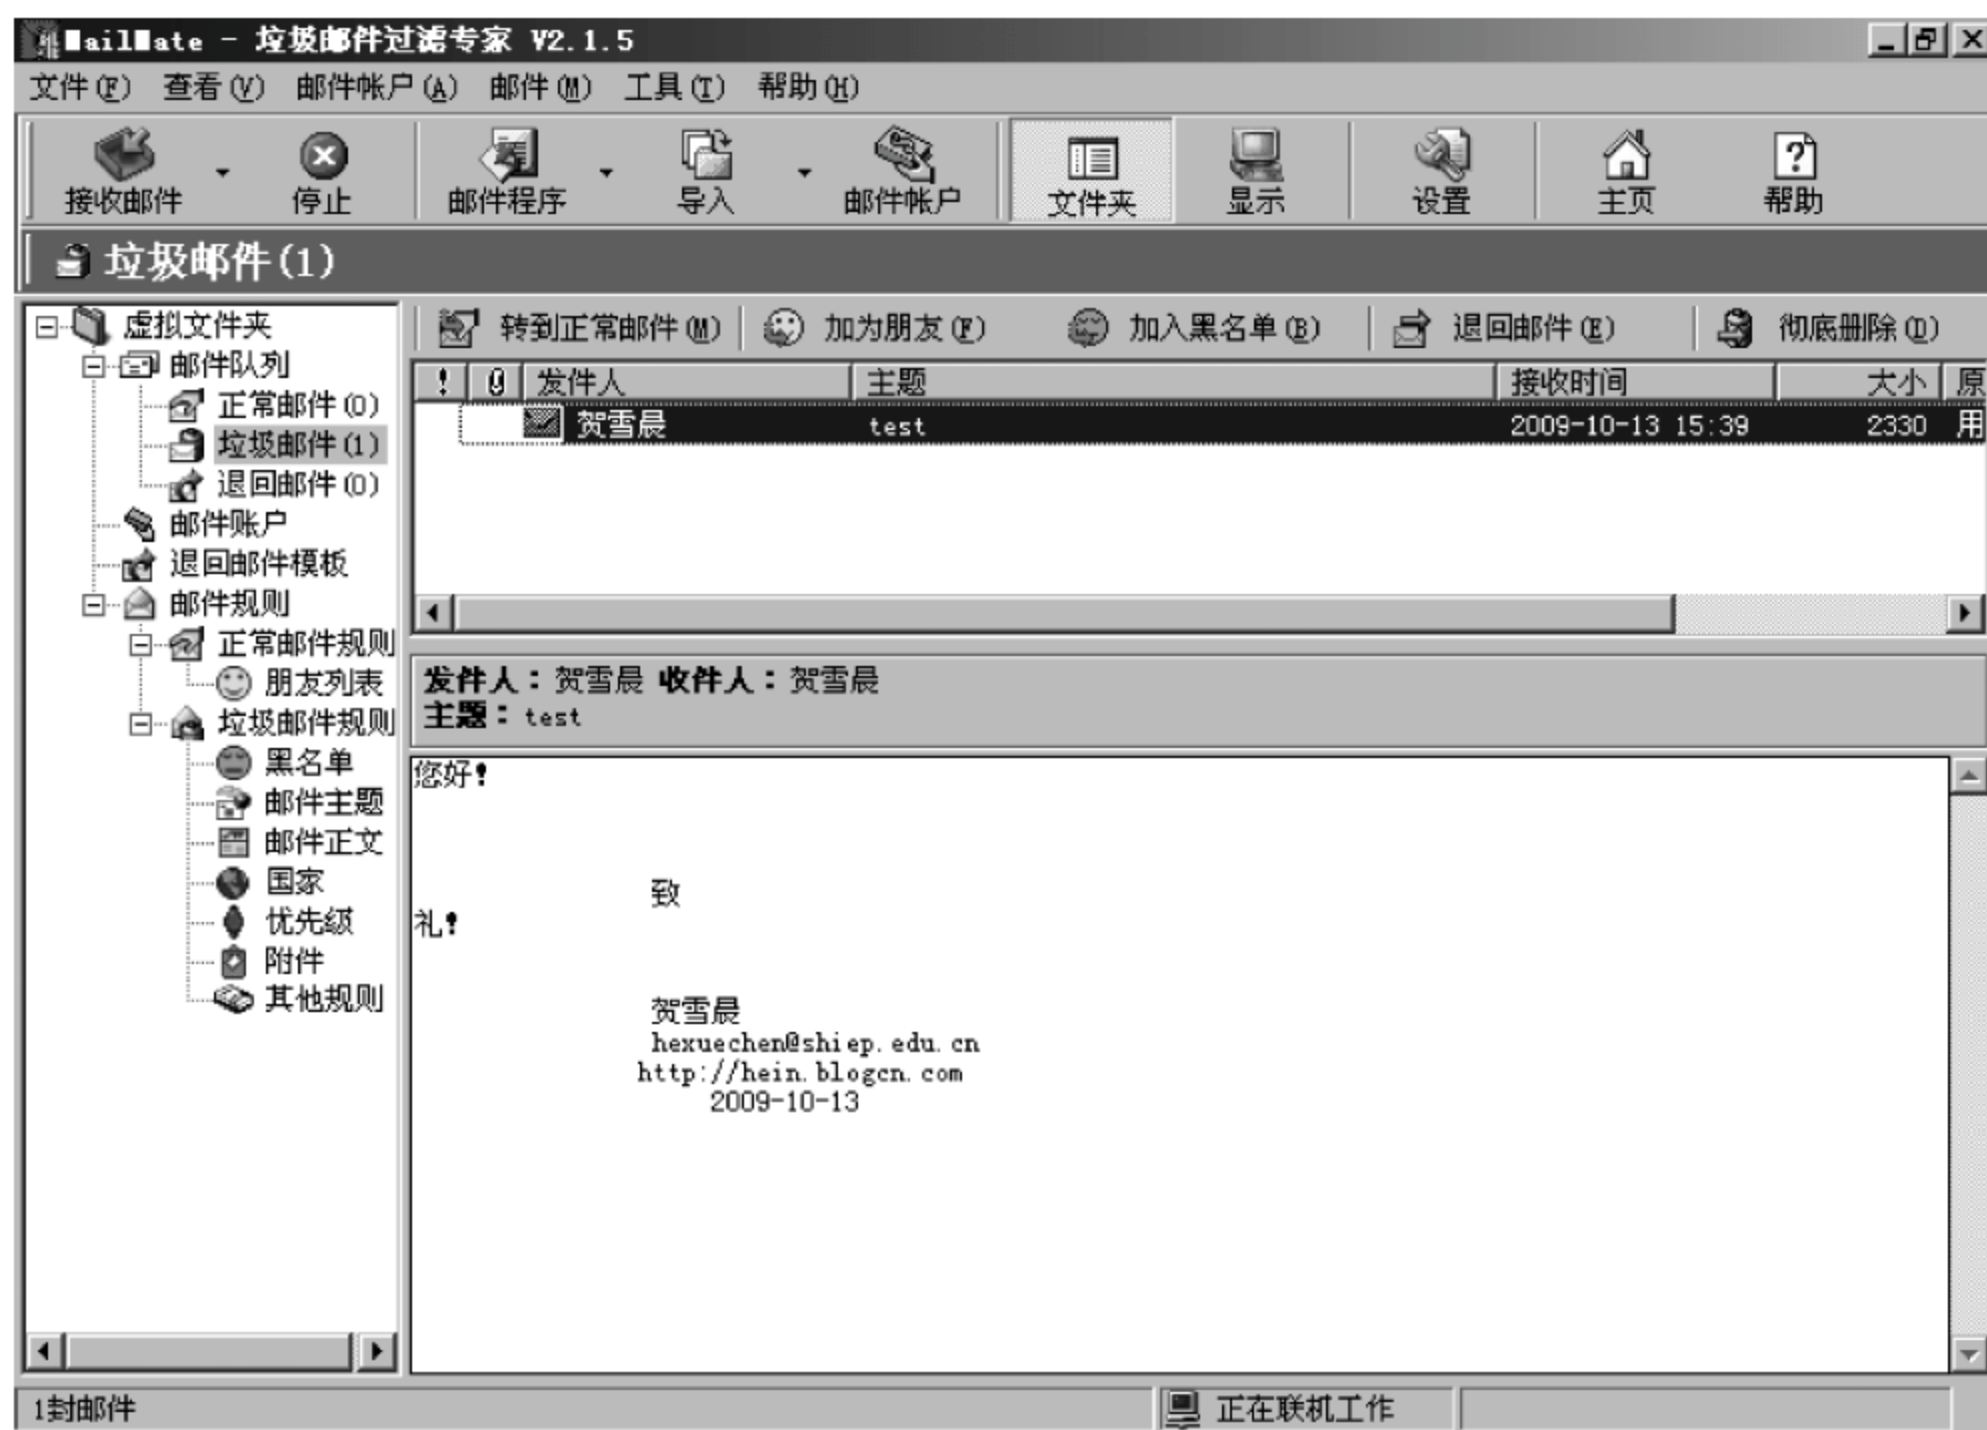 MailMate - 垃圾邮件过滤专家 V2.1.5
文件(F) 查看(V) 邮件帐户(A) 邮件(M) 工具(T) 帮助(H)
接收邮件 停止 邮件程序 导入 邮件帐户 文件夹 显示 设置 主页 帮助
垃圾邮件(1)
虚拟文件夹
邮件队列
正常邮件(0)
垃圾邮件(1)
退回邮件(0)
邮件账户
退回邮件模板
邮件规则
正常邮件规则
朋友列表
垃圾邮件规则
黑名单
邮件主题
邮件正文
国家
优先级
附件
其他规则
转到正常邮件(M) 加为朋友(F) 加入黑名单(B) 退回邮件(E) 彻底删除(D)
! 发件人 主题 接收时间 大小 原
贺雪晨 test 2009-10-13 15:39 2330 用
发件人：贺雪晨 收件人：贺雪晨
主题：test
您好！
致
礼！
贺雪晨
hexuechen@shiep.edu.cn
http://hein.blogcn.com
2009-10-13
1封邮件 正在联机工作